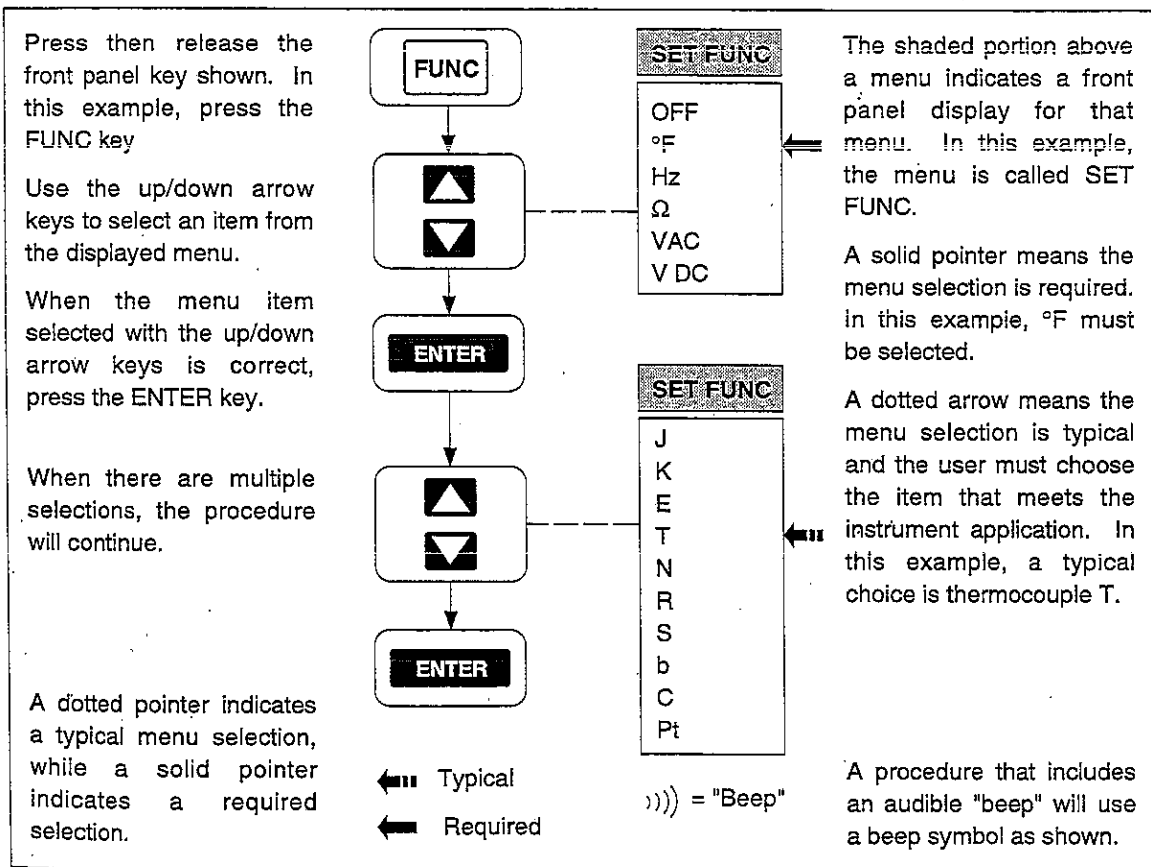 Press then release the
front panel key shown. In
this example, press the
FUNC key
Use the up/down arrow
keys to select an item from
the displayed menu.
When the menu item
selected with the up/down
arrow keys is correct,
press the ENTER key.
When there are multiple
selections, the procedure
will continue.
A dotted pointer indicates
a typical menu selection,
while a solid pointer
indicates a required
selection.
FUNC
ENTER
ENTER
Typical
Required
SET FUNC
OFF
°F
Hz
Ω
VAC
V DC
SET FUNC
J
K
E
T
N
R
S
b
C
Pt
)))) = "Beep"
The shaded portion above
a menu indicates a front
panel display for that
menu. In this example,
the menu is called SET
FUNC.
A solid pointer means the
menu selection is required.
In this example, °F must
be selected.
A dotted arrow means the
menu selection is typical
and the user must choose
the item that meets the
instrument application. In
this example, a typical
choice is thermocouple T.
A procedure that includes
an audible "beep" will use
a beep symbol as shown.